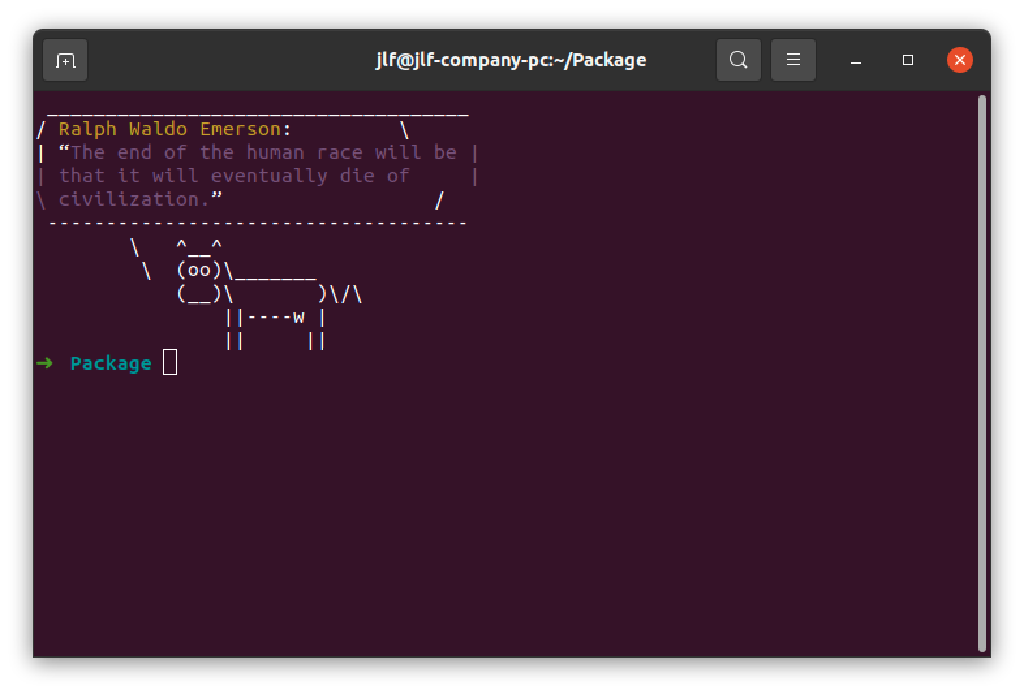 jlf@jlf-company-pc:~/Package
 ____________________________________
/ Ralph Waldo Emerson:         \
| “The end of the human race will be |
| that it will eventually die of     |
\ civilization.”                  /
 ------------------------------------
        \   ^__^
         \  (oo)\_______
            (__)\       )\/\
                ||----w |
                ||     ||
➜  Package